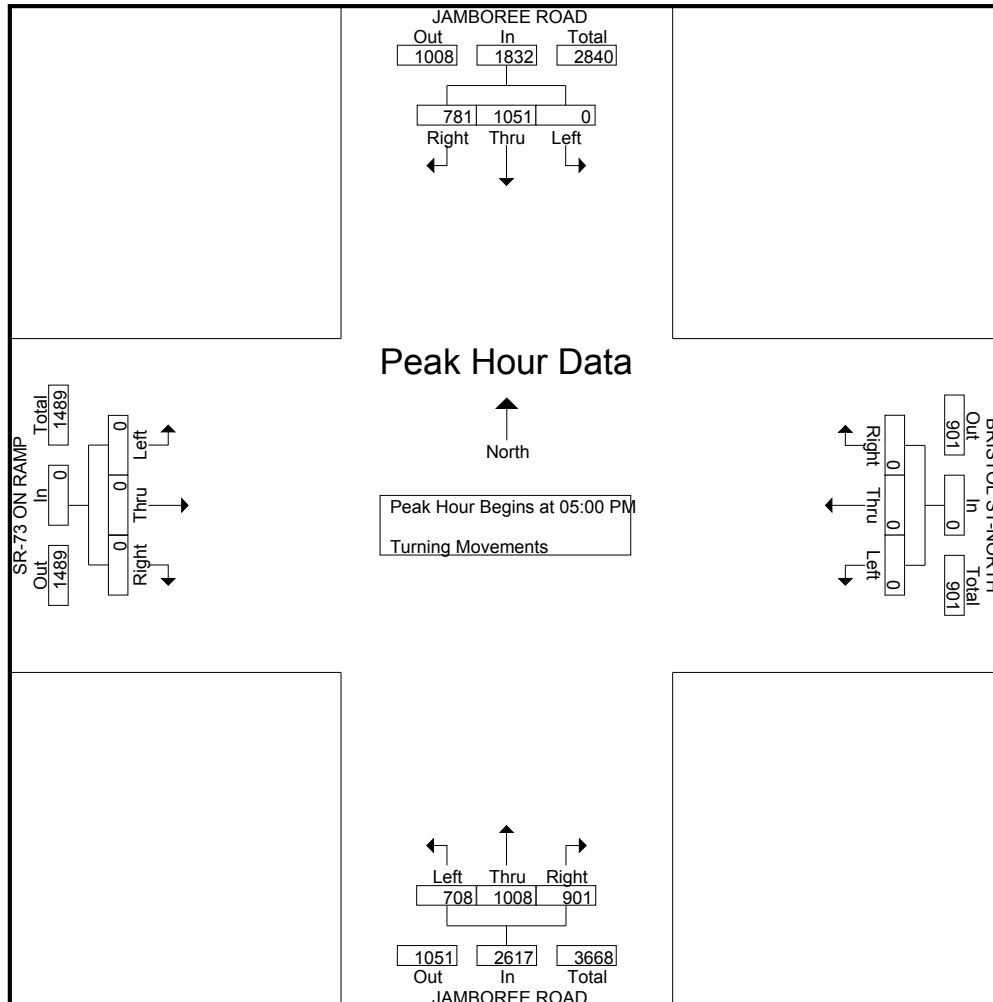 JAMBOREE ROAD
Out In Total
1008 1832 2840
781 1051 0
Right Thru Left
Peak Hour Data
North
Peak Hour Begins at 05:00 PM
Turning Movements
SR-73 ON RAMP
Out In Total
1489 0 1489
Right Thru Left
0 0 0
BRISTOL ST-NORTH
Out In Total
901 0 901
Right Thru Left
0 0 0
Left Thru Right
708 1008 901
1051 2617 3668
Out In Total
JAMBOREE ROAD